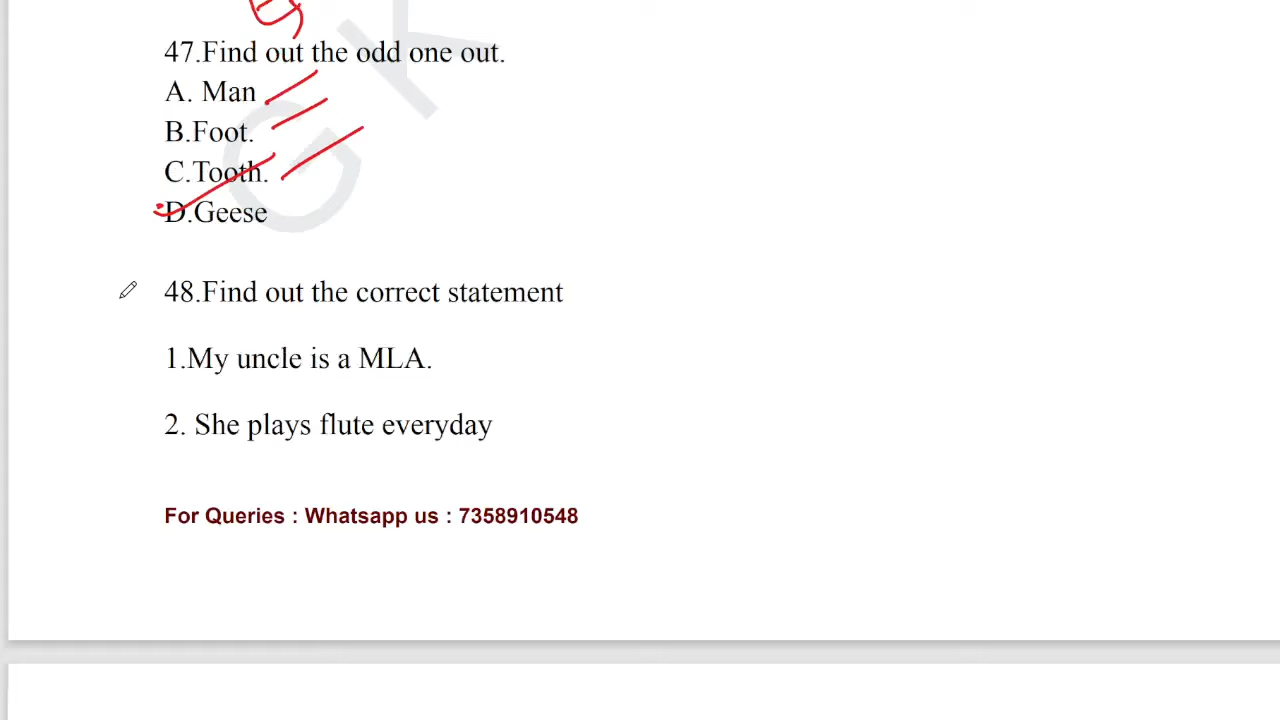 47.Find out the odd one out.
A. Man
B.Foot.
C.Tooth.
D.Geese
48.Find out the correct statement
1.My uncle is a MLA.
2. She plays flute everyday
For Queries : Whatsapp us : 7358910548
G K